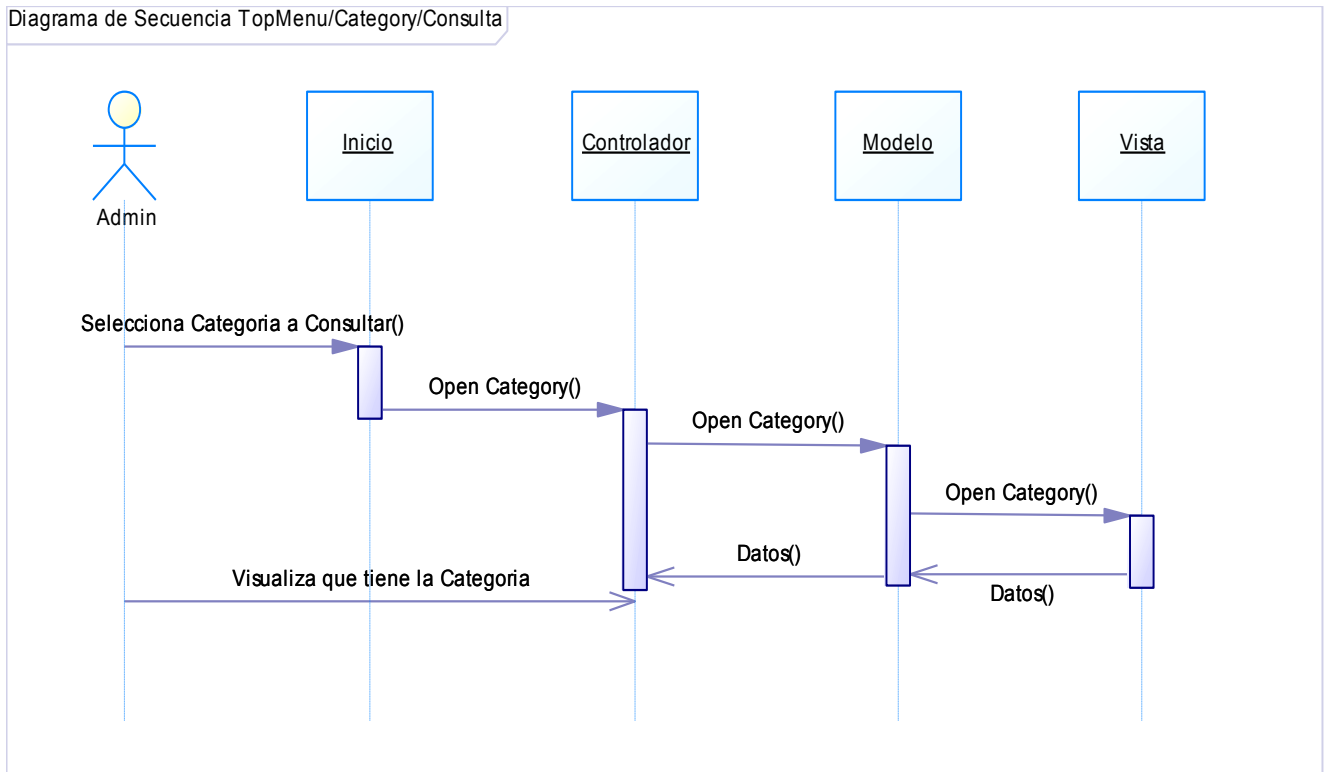 Diagrama de Secuencia TopMenu/Category/Consulta
Inicio
Controlador
Modelo
Vista
Admin
Selecciona Categoria a Consultar()
Open Category()
Open Category()
Open Category()
Datos()
Visualiza que tiene la Categoria
Datos()